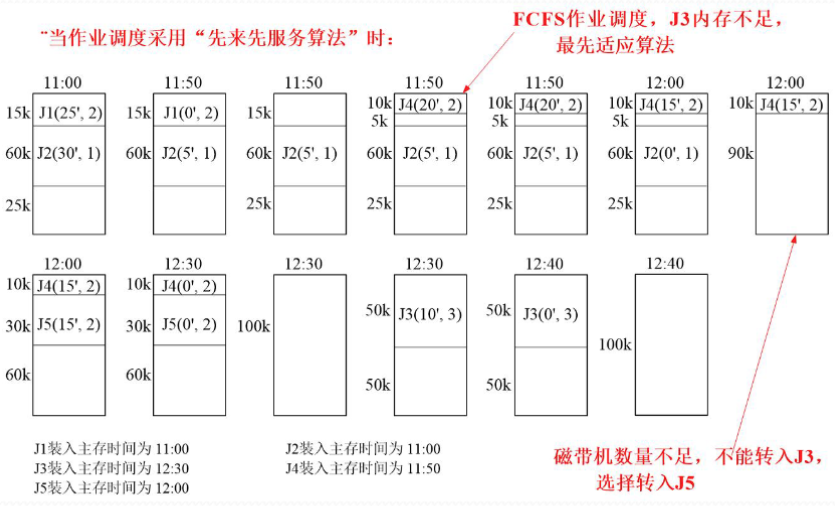 "当作业调度采用“先来先服务算法”时：
FCFS作业调度，J3内存不足，
最先适应算法
11:00 11:50 11:50 11:50 11:50 12:00 12:00
15k J1(25', 2) 15k J1(0', 2) 15k 10k J4(20', 2) 10k J4(20', 2) 10k J4(15', 2) 10k J4(15', 2)
5k 5k 5k
60k J2(30', 1) 60k J2(5', 1) 60k J2(5', 1) 60k J2(5', 1) 60k J2(5', 1) 60k J2(0', 1) 90k
25k 25k 25k 25k 25k
12:00 12:30 12:30 12:30 12:40 12:40
10k J4(15', 2) 10k J4(0', 2)
50k J3(10', 3) 50k J3(0', 3)
30k J5(15', 2) 30k J5(0', 2) 100k
100k
60k 60k 50k 50k
J1装入主存时间为 11:00 J2装入主存时间为 11:00
J3装入主存时间为 12:30 J4装入主存时间为 11:50
J5装入主存时间为 12:00
磁带机数量不足，不能转入J3，
选择转入J5